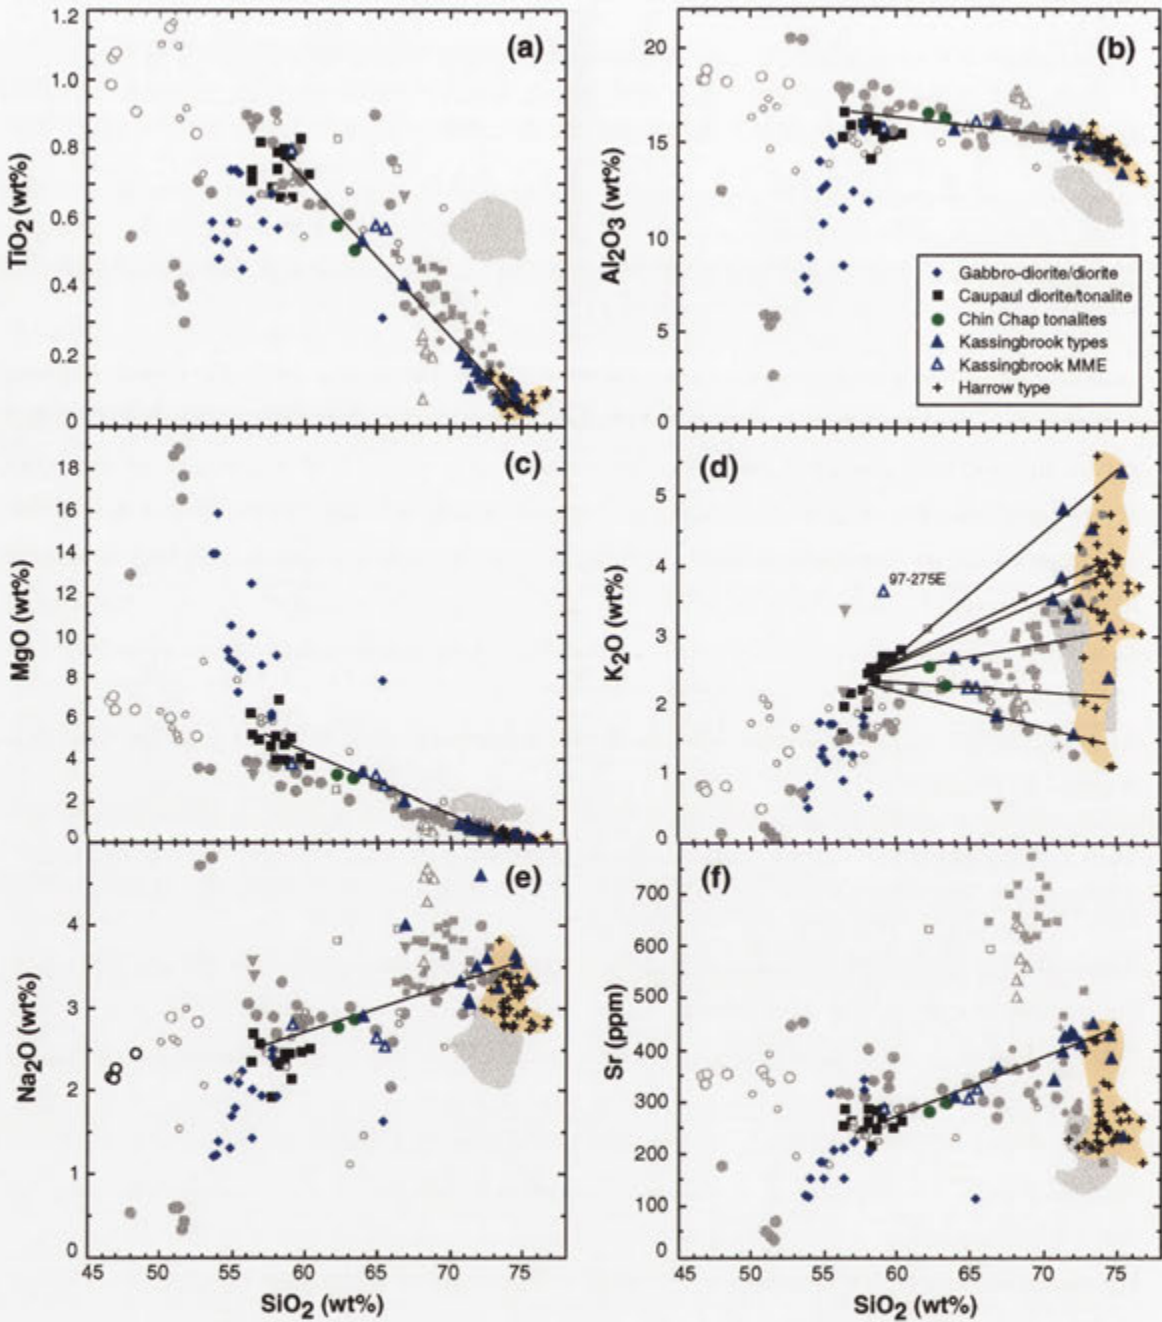 1.2
1.0
0.8
0.6
0.4
0.2
0
TiO2 (wt%)
(a)
20
15
10
5
0
Al2O3 (wt%)
(b)
Gabbro-diorite/diorite
Caupaul diorite/tonalite
Chin Chap tonalites
Kassingbrook types
Kassingbrook MME
Harrow type
18
16
14
12
10
8
6
4
2
0
MgO (wt%)
(c)
5
4
3
2
1
0
K2O (wt%)
(d)
97-275E
4
3
2
1
0
Na2O (wt%)
(e)
45 50 55 60 65 70 75
SiO2 (wt%)
700
600
500
400
300
200
100
0
Sr (ppm)
(f)
45 50 55 60 65 70 75
SiO2 (wt%)